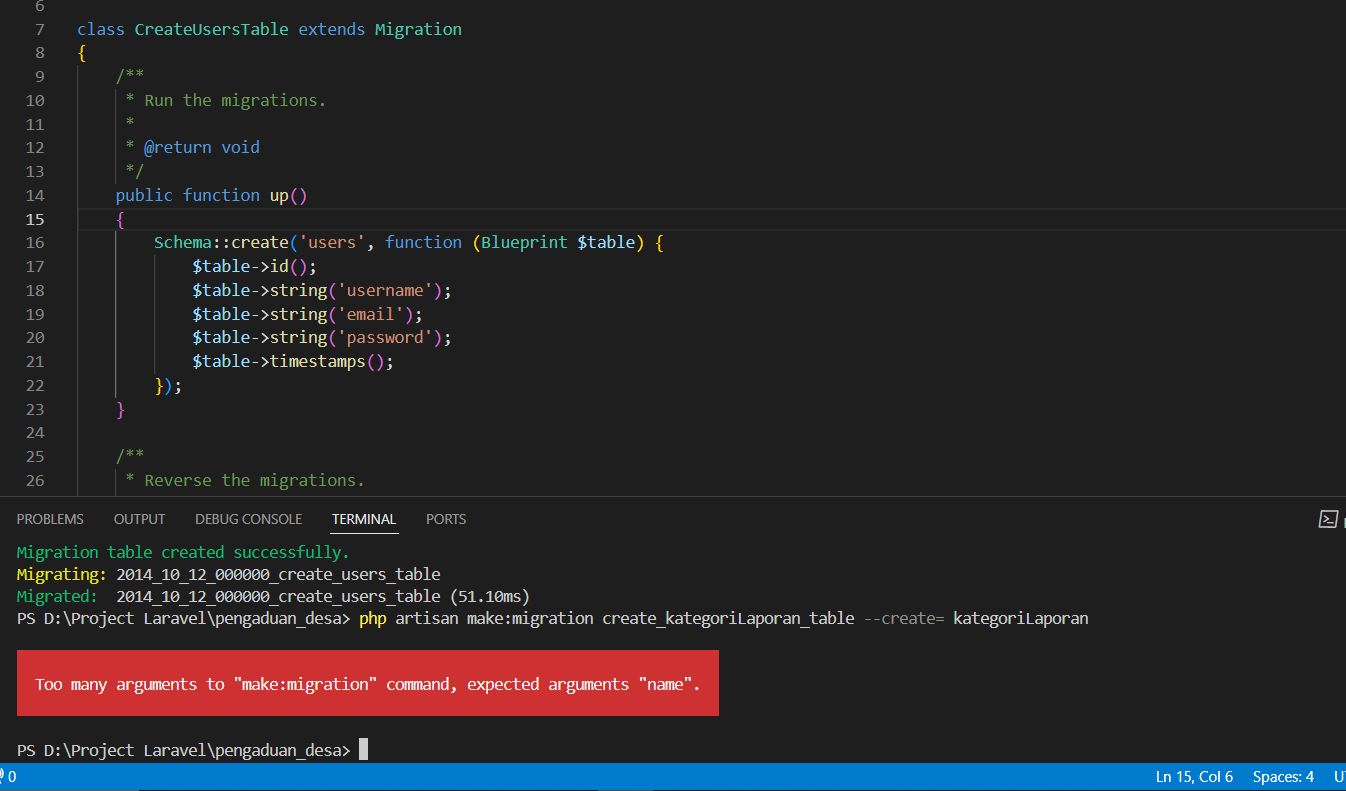 6
7 class CreateUsersTable extends Migration
8 {
9 /**
10 * Run the migrations.
11 *
12 * @return void
13 */
14 public function up()
15 {
16 Schema::create('users', function (Blueprint $table) {
17 $table->id();
18 $table->string('username');
19 $table->string('email');
20 $table->string('password');
21 $table->timestamps();
22 });
23 }
24
25 /**
26 * Reverse the migrations.
PROBLEMS OUTPUT DEBUG CONSOLE TERMINAL PORTS
Migration table created successfully.
Migrating: 2014_10_12_000000_create_users_table
Migrated: 2014_10_12_000000_create_users_table (51.10ms)
PS D:\Project Laravel\pengaduan_desa> php artisan make:migration create_kategoriLaporan_table --create= kategoriLaporan
Too many arguments to "make:migration" command, expected arguments "name".
PS D:\Project Laravel\pengaduan_desa>
0 Ln 15, Col 6 Spaces: 4